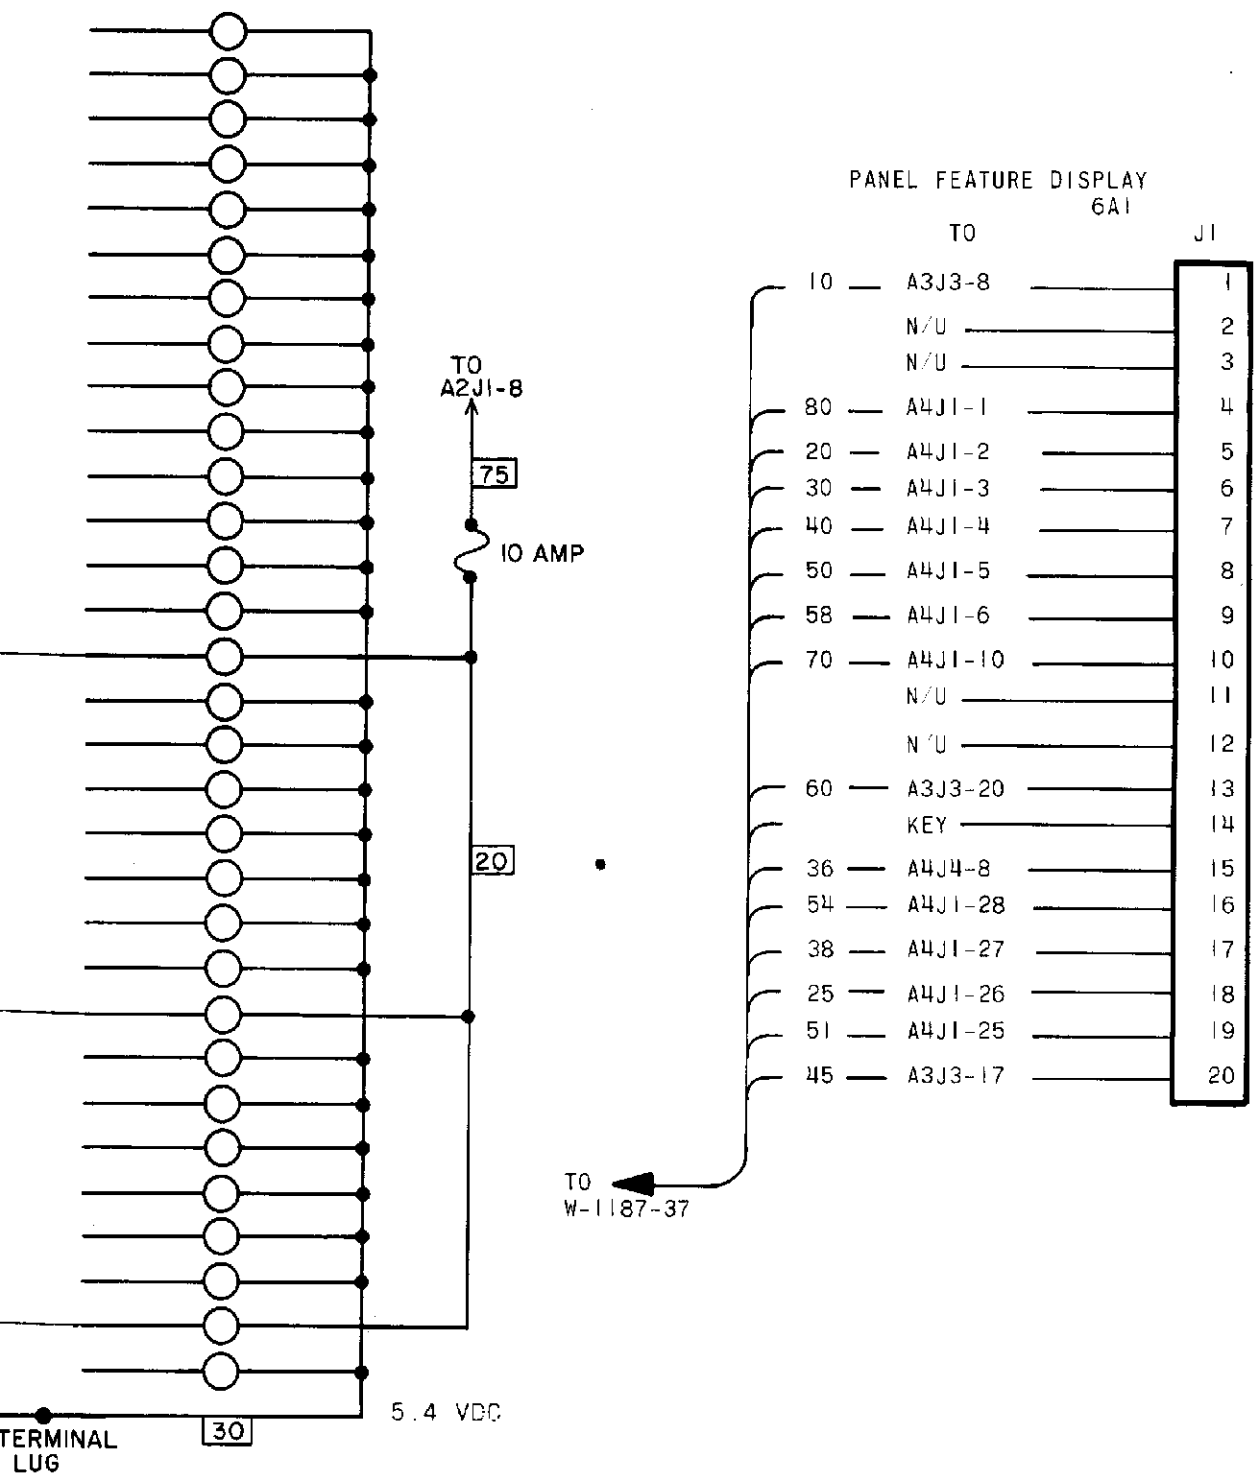 PANEL FEATURE DISPLAY
6A1
TO J1
10 — A3J3-8 1
N/U 2
N/U 3
80 — A4J1-1 4
20 — A4J1-2 5
30 — A4J1-3 6
40 — A4J1-4 7
50 — A4J1-5 8
58 — A4J1-6 9
70 — A4J1-10 10
N/U 11
N/U 12
60 — A3J3-20 13
KEY 14
36 — A4J4-8 15
54 — A4J1-28 16
38 — A4J1-27 17
25 — A4J1-26 18
51 — A4J1-25 19
45 — A3J3-17 20
TO
W-1187-37
TO
A2J1-8
75
10 AMP
20
5.4 VDC
30
TERMINAL
LUG